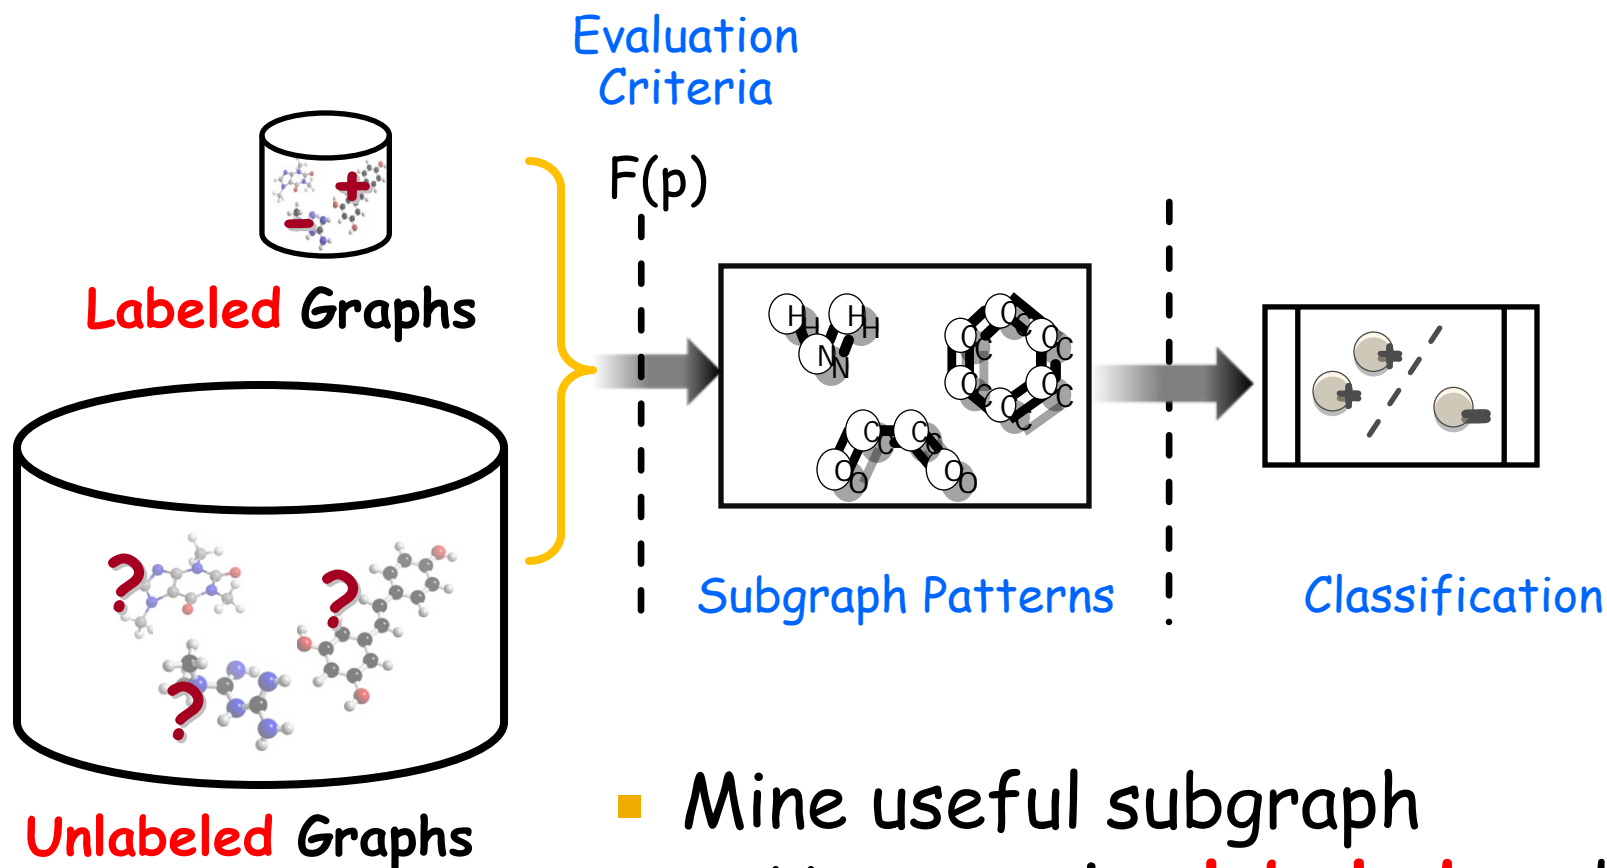 Evaluation
Criteria
F(p)
+
-
Labeled Graphs
H H
H H
N
N
C
C
C
C
C
C
C
C
C
C
C
C
C C
C C
O O
O O
+
+
-
? ?
?
Subgraph Patterns
Classification
Unlabeled Graphs
Mine useful subgraph